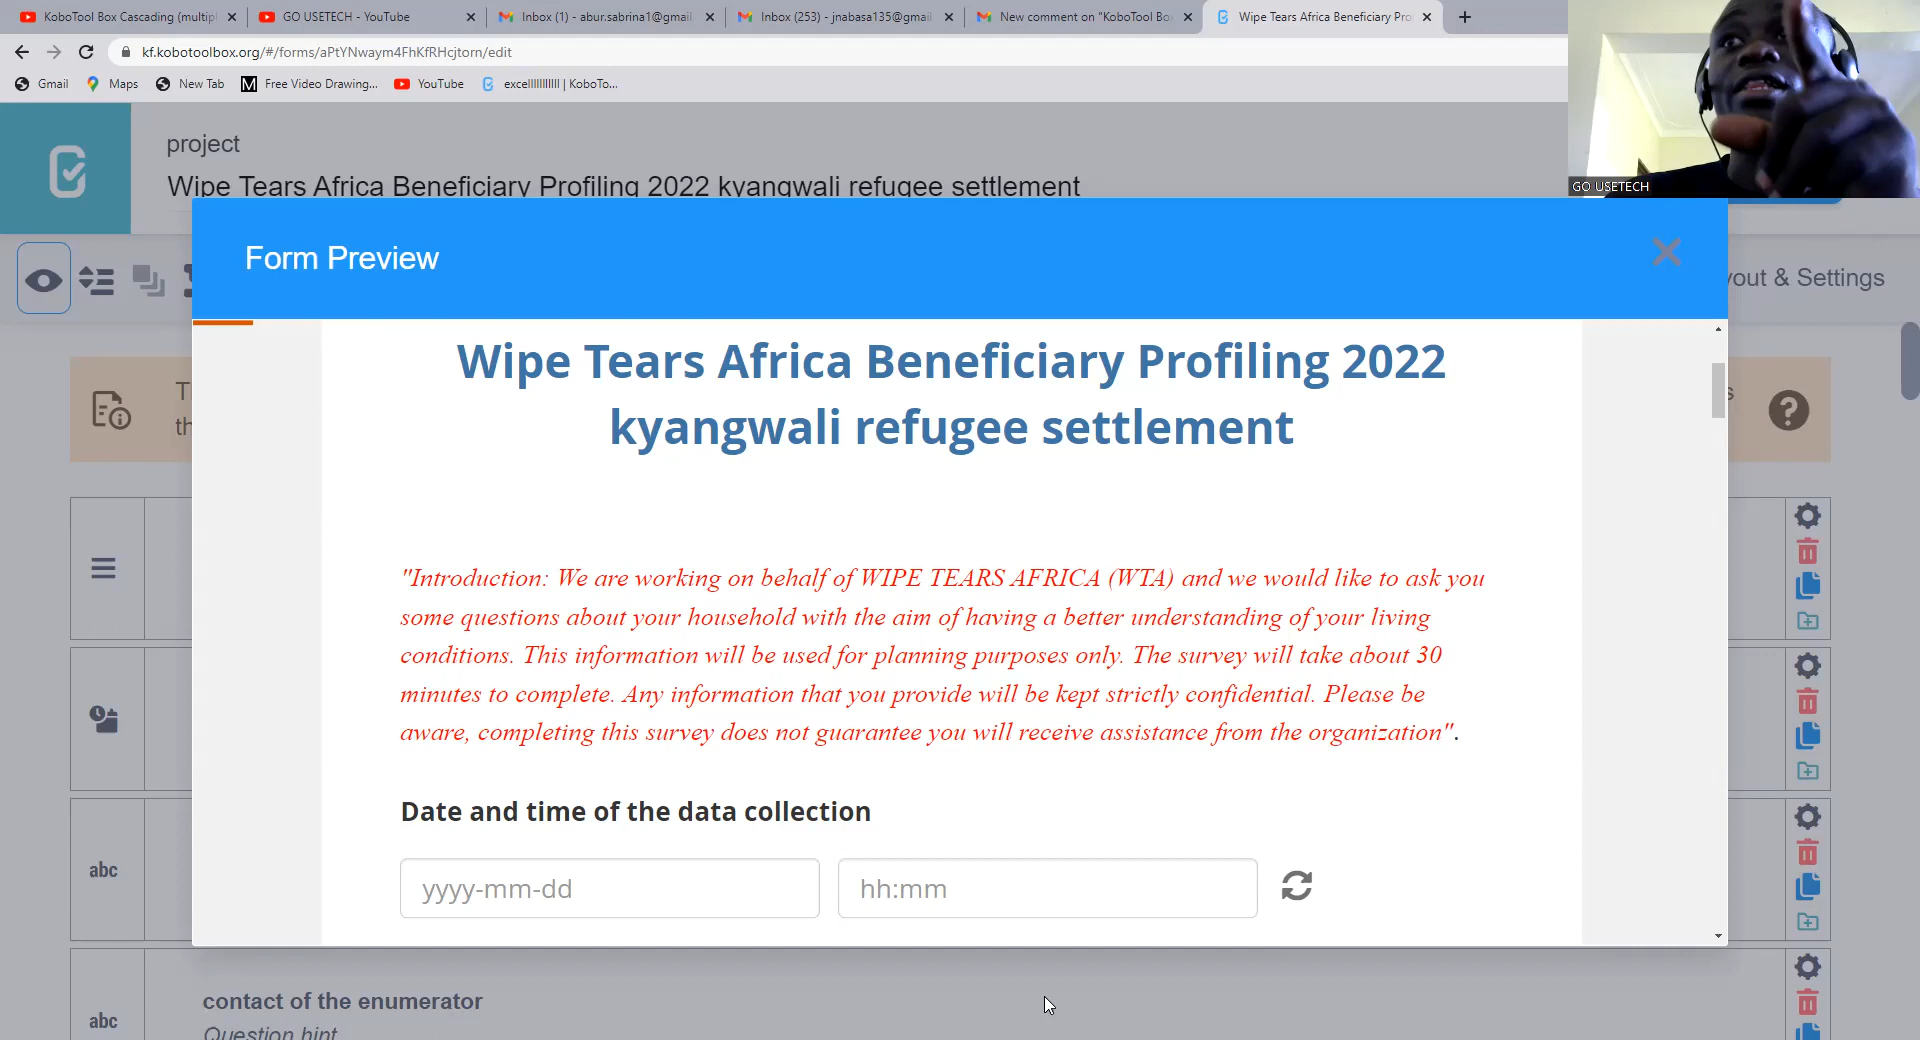 KoboTool Box Cascading (multipl
GO USETECH - YouTube
Inbox (1) - abur.sabrina1@gmail
Inbox (253) - jnabasa135@gmail
New comment on "KoboTool Bo
Wipe Tears Africa Beneficiary Pro
kf.kobotoolbox.org/#/forms/aPtYNwaym4FhKfRHcjtorn/edit
Gmail
Maps
New Tab
Free Video Drawing...
YouTube
excelllllllllll | KoboTo...
GO USETECH
project
Wipe Tears Africa Beneficiary Profiling 2022 kyangwali refugee settlement
yout & Settings
Form Preview
Wipe Tears Africa Beneficiary Profiling 2022
kyangwali refugee settlement
"Introduction: We are working on behalf of WIPE TEARS AFRICA (WTA) and we would like to ask you
some questions about your household with the aim of having a better understanding of your living
conditions. This information will be used for planning purposes only. The survey will take about 30
minutes to complete. Any information that you provide will be kept strictly confidential. Please be
aware, completing this survey does not guarantee you will receive assistance from the organization".
Date and time of the data collection
yyyy-mm-dd
hh:mm
abc
contact of the enumerator
abc
Question hint